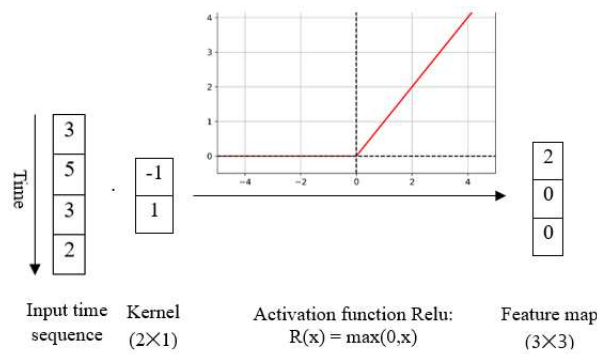 4
3
2
1
0
−4 −2 0 2 4
Time
3
5
3
2
.
-1
1
2
0
0
Input time
sequence
Kernel
(2×1)
Activation function Relu:
R(x) = max(0,x)
Feature map
(3×3)